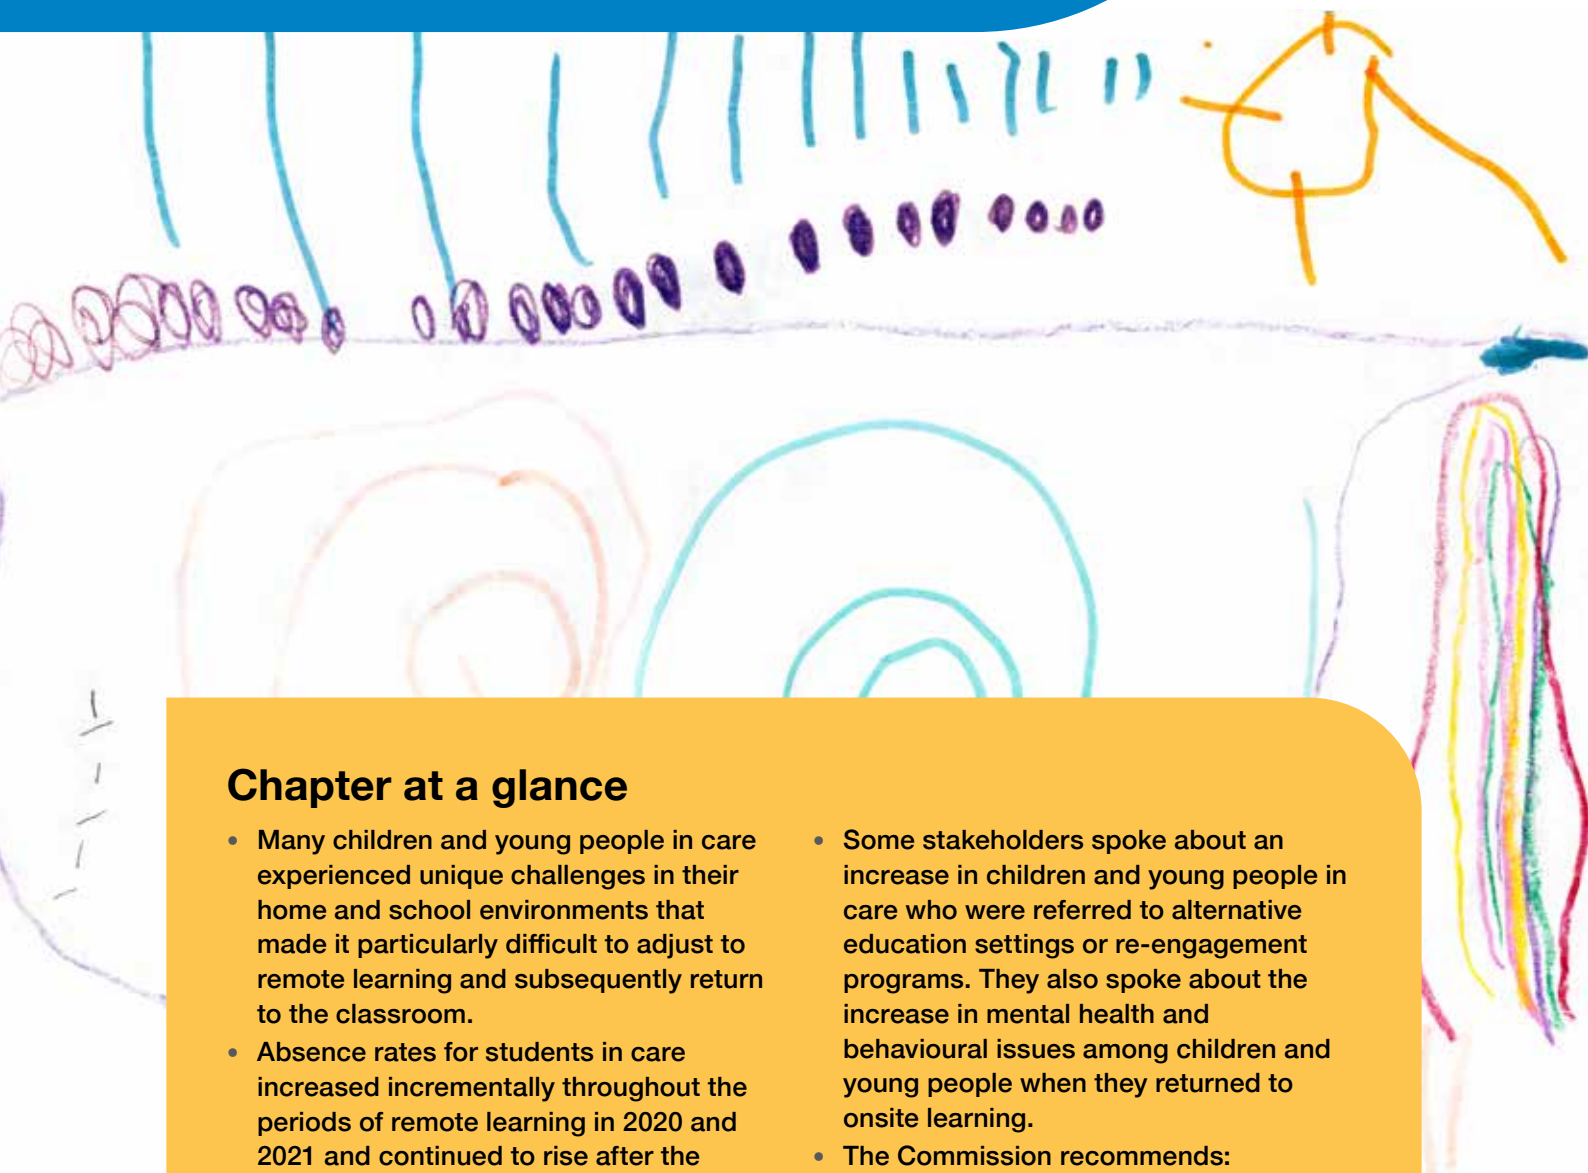 Chapter at a glance
• Many children and young people in care
experienced unique challenges in their
home and school environments that
made it particularly difficult to adjust to
remote learning and subsequently return
to the classroom.
• Absence rates for students in care
increased incrementally throughout the
periods of remote learning in 2020 and
2021 and continued to rise after the
• Some stakeholders spoke about an
increase in children and young people in
care who were referred to alternative
education settings or re-engagement
programs. They also spoke about the
increase in mental health and
behavioural issues among children and
young people when they returned to
onsite learning.
• The Commission recommends: